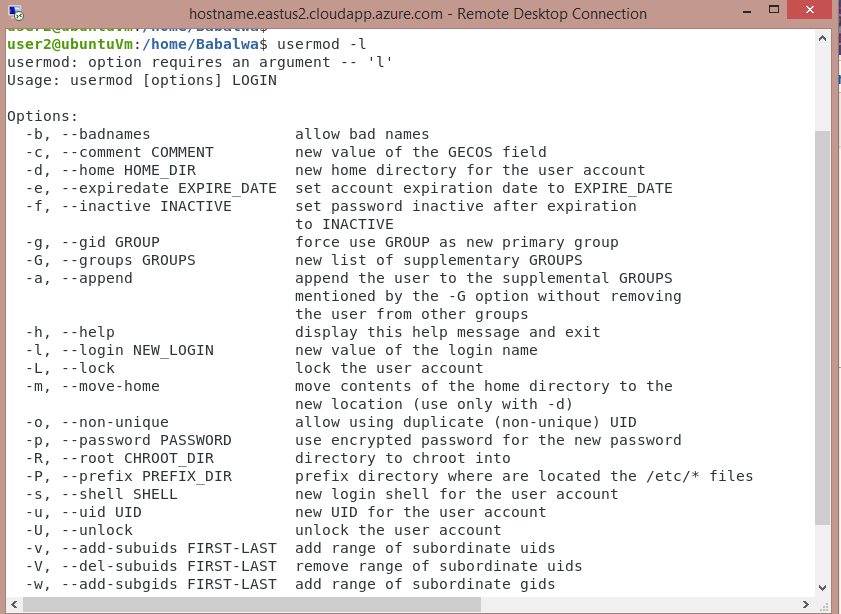 hostname.eastus2.cloudapp.azure.com - Remote Desktop Connection
user2@ubuntuVm:/home/Babalwa$
user2@ubuntuVm:/home/Babalwa$ usermod -l
usermod: option requires an argument -- 'l'
Usage: usermod [options] LOGIN
Options:
-b, --badnames allow bad names
-c, --comment COMMENT new value of the GECOS field
-d, --home HOME_DIR new home directory for the user account
-e, --expiredate EXPIRE_DATE set account expiration date to EXPIRE_DATE
-f, --inactive INACTIVE set password inactive after expiration
to INACTIVE
-g, --gid GROUP force use GROUP as new primary group
-G, --groups GROUPS new list of supplementary GROUPS
-a, --append append the user to the supplemental GROUPS
mentioned by the -G option without removing
the user from other groups
-h, --help display this help message and exit
-l, --login NEW_LOGIN new value of the login name
-L, --lock lock the user account
-m, --move-home move contents of the home directory to the
new location (use only with -d)
-o, --non-unique allow using duplicate (non-unique) UID
-p, --password PASSWORD use encrypted password for the new password
-R, --root CHROOT_DIR directory to chroot into
-P, --prefix PREFIX_DIR prefix directory where are located the /etc/* files
-s, --shell SHELL new login shell for the user account
-u, --uid UID new UID for the user account
-U, --unlock unlock the user account
-v, --add-subuids FIRST-LAST add range of subordinate uids
-V, --del-subuids FIRST-LAST remove range of subordinate uids
-w, --add-subgids FIRST-LAST add range of subordinate gids